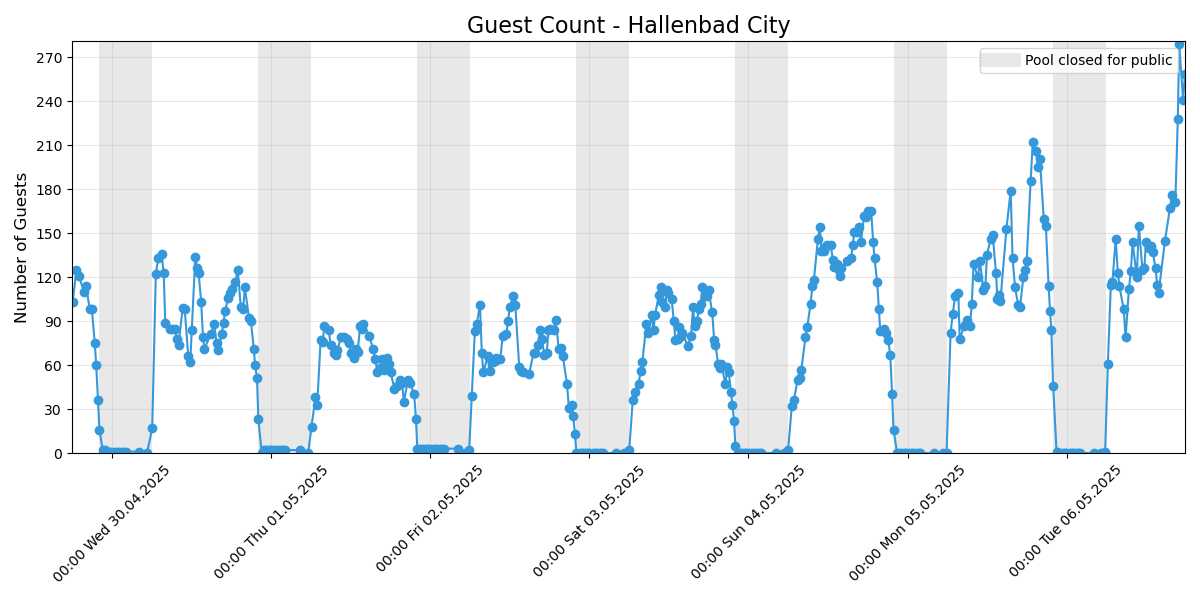 Guest Count - Hallenbad City
Pool closed for public
Number of Guests
270
240
210
180
150
120
90
60
30
0
00:00 Wed 30.04.2025
00:00 Thu 01.05.2025
00:00 Fri 02.05.2025
00:00 Sat 03.05.2025
00:00 Sun 04.05.2025
00:00 Mon 05.05.2025
00:00 Tue 06.05.2025